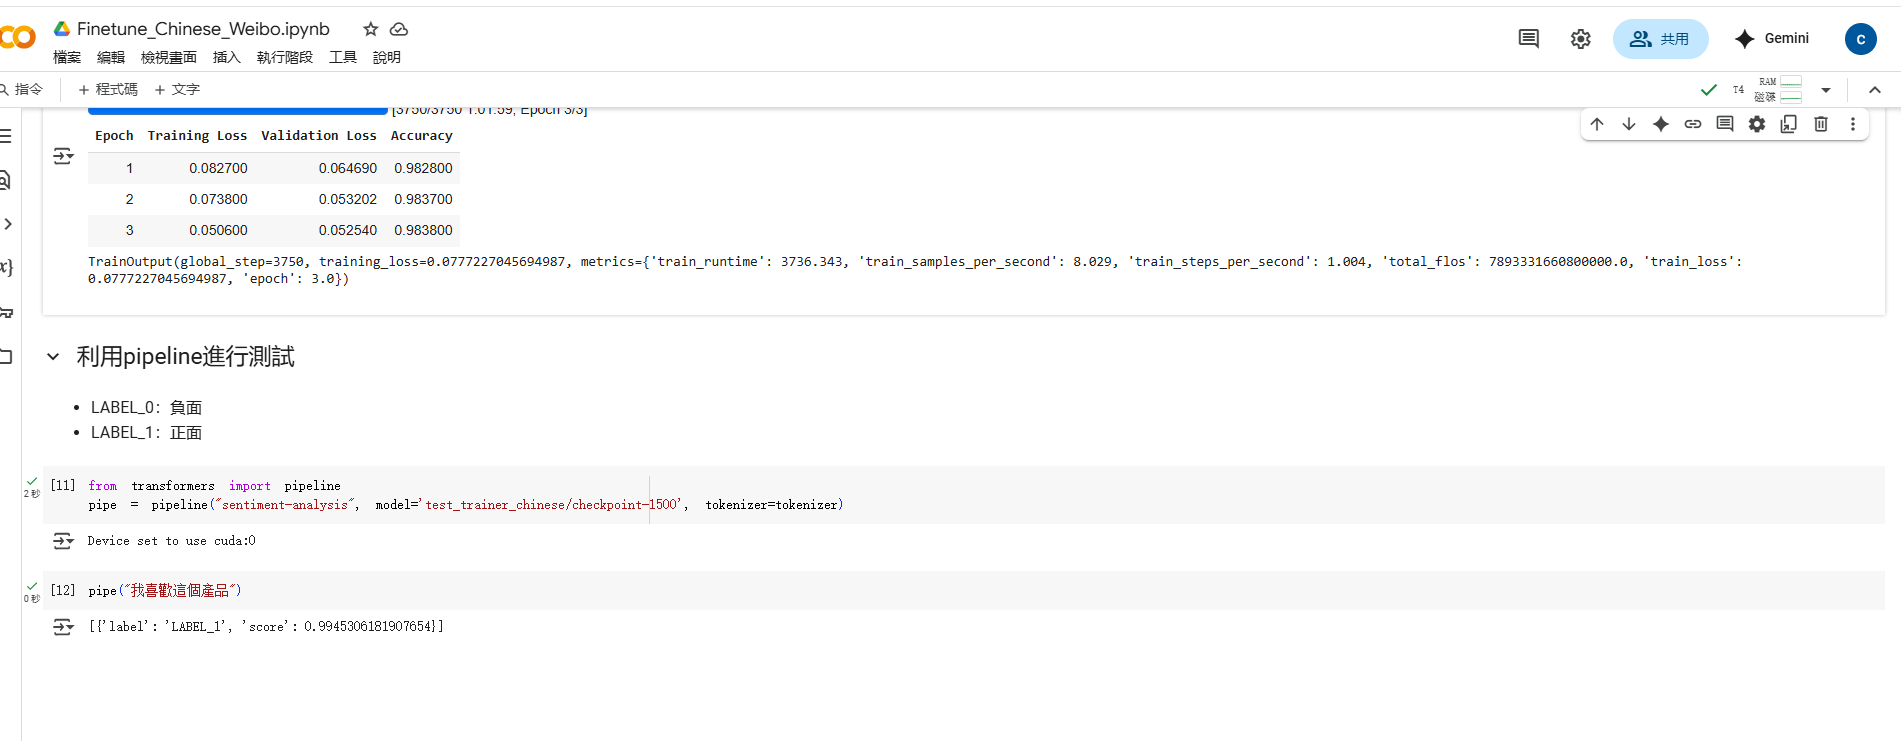 Finetune_Chinese_Weibo.ipynb
檔案 編輯 檢視畫面 插入 執行階段 工具 說明
共用
Gemini
C
指令 + 程式碼 + 文字
T4
RAM
磁碟
[3750/3750 1:01:59, Epoch 3/3]
Epoch Training Loss Validation Loss Accuracy
1 0.082700 0.064690 0.982800
2 0.073800 0.053202 0.983700
3 0.050600 0.052540 0.983800
TrainOutput(global_step=3750, training_loss=0.0777227045694987, metrics={'train_runtime': 3736.343, 'train_samples_per_second': 8.029, 'train_steps_per_second': 1.004, 'total_flos': 7893331660800000.0, 'train_loss':
0.0777227045694987, 'epoch': 3.0})
利用pipeline進行測試
• LABEL_0：負面
• LABEL_1：正面
2 秒
[11] from transformers import pipeline
pipe = pipeline("sentiment-analysis", model='test_trainer_chinese/checkpoint-1500', tokenizer=tokenizer)
Device set to use cuda:0
0 秒
[12] pipe("我喜歡這個產品")
[{'label': 'LABEL_1', 'score': 0.9945306181907654}]